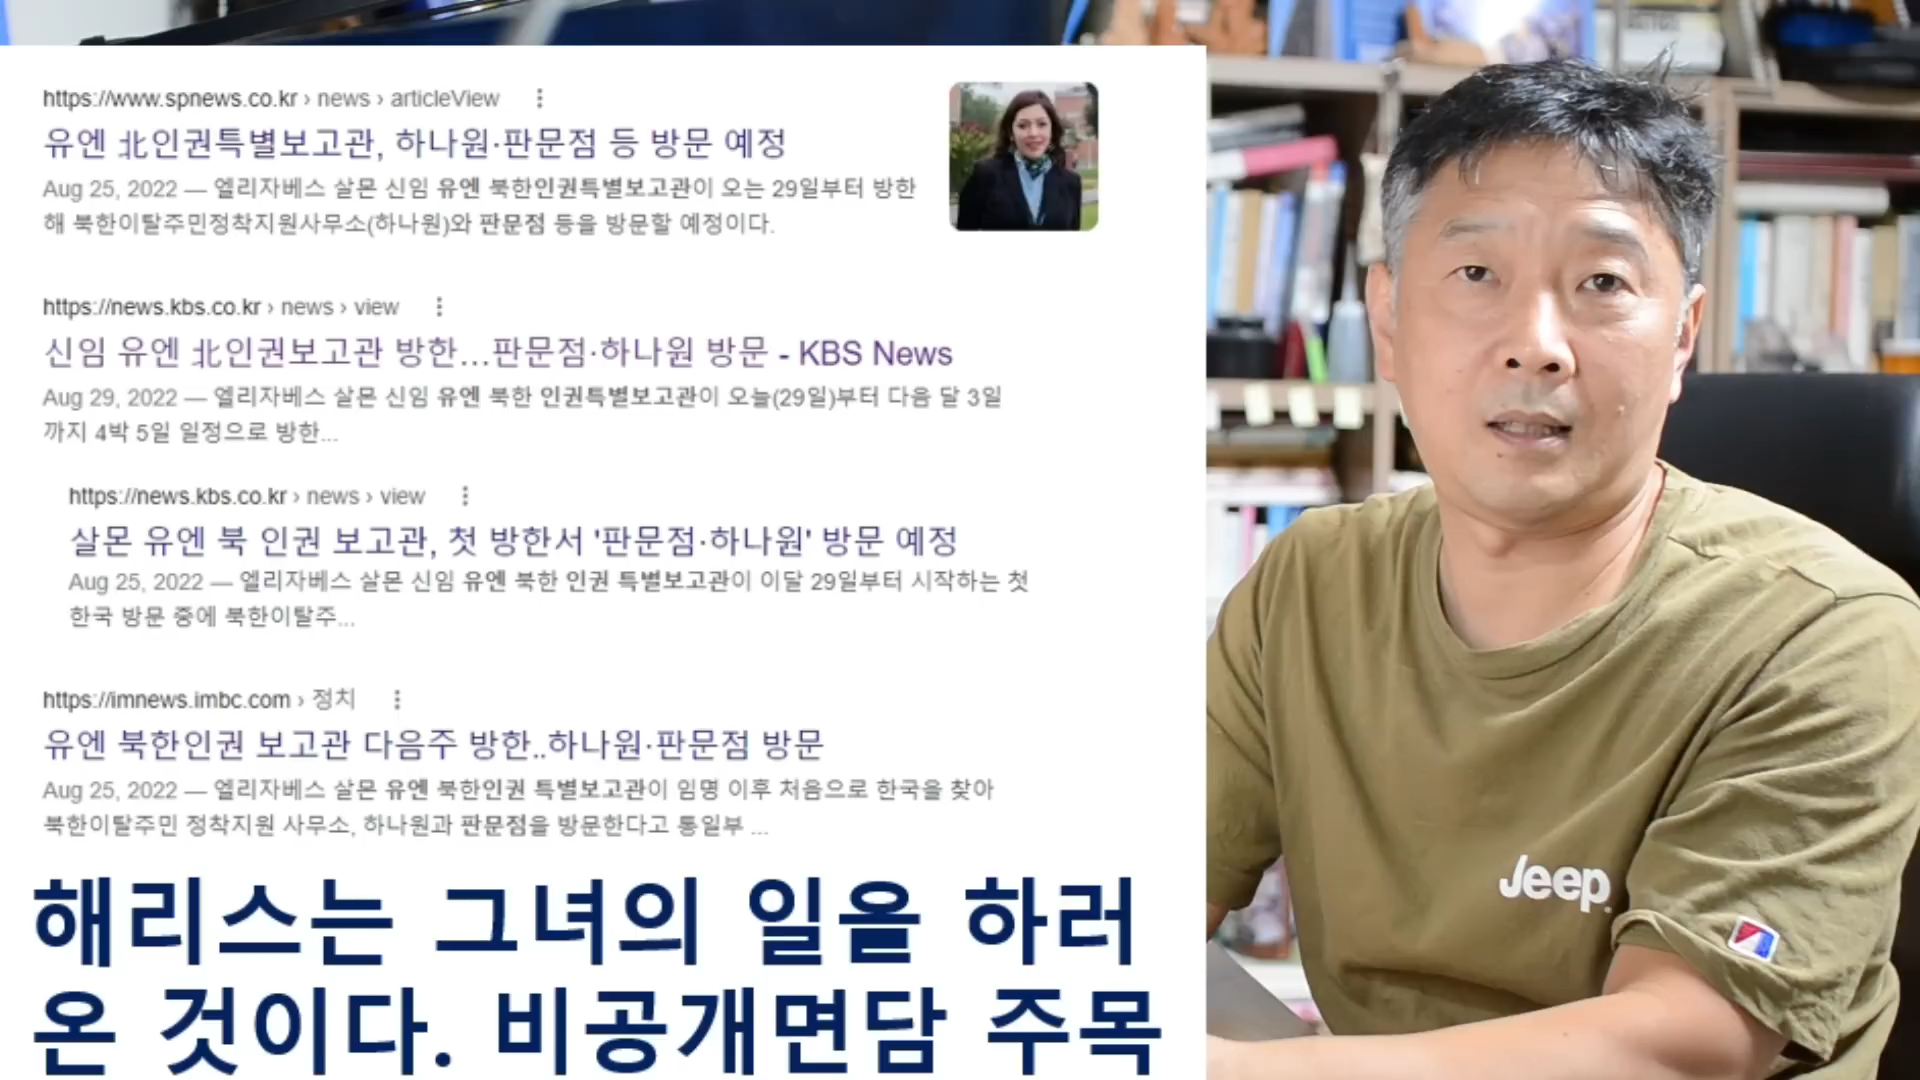 https://www.spnews.co.kr › news › articleView
유엔 北인권특별보고관, 하나원·판문점 등 방문 예정
Aug 25, 2022 — 엘리자베스 살몬 신임 유엔 북한인권특별보고관이 오는 29일부터 방한
해 북한이탈주민정착지원사무소(하나원)와 판문점 등을 방문할 예정이다.
https://news.kbs.co.kr › news › view
신임 유엔 北인권보고관 방한…판문점·하나원 방문 - KBS News
Aug 29, 2022 — 엘리자베스 살몬 신임 유엔 북한 인권특별보고관이 오늘(29일)부터 다음 달 3일
까지 4박 5일 일정으로 방한...
https://news.kbs.co.kr › news › view
살몬 유엔 북 인권 보고관, 첫 방한서 '판문점·하나원' 방문 예정
Aug 25, 2022 — 엘리자베스 살몬 신임 유엔 북한 인권 특별보고관이 이달 29일부터 시작하는 첫
한국 방문 중에 북한이탈주...
https://imnews.imbc.com › 정치
유엔 북한인권 보고관 다음주 방한..하나원·판문점 방문
Aug 25, 2022 — 엘리자베스 살몬 유엔 북한인권 특별보고관이 임명 이후 처음으로 한국을 찾아
북한이탈주민 정착지원 사무소, 하나원과 판문점을 방문한다고 통일부 ...
해리스는 그녀의 일을 하러
온 것이다. 비공개면담 주목
Jeep